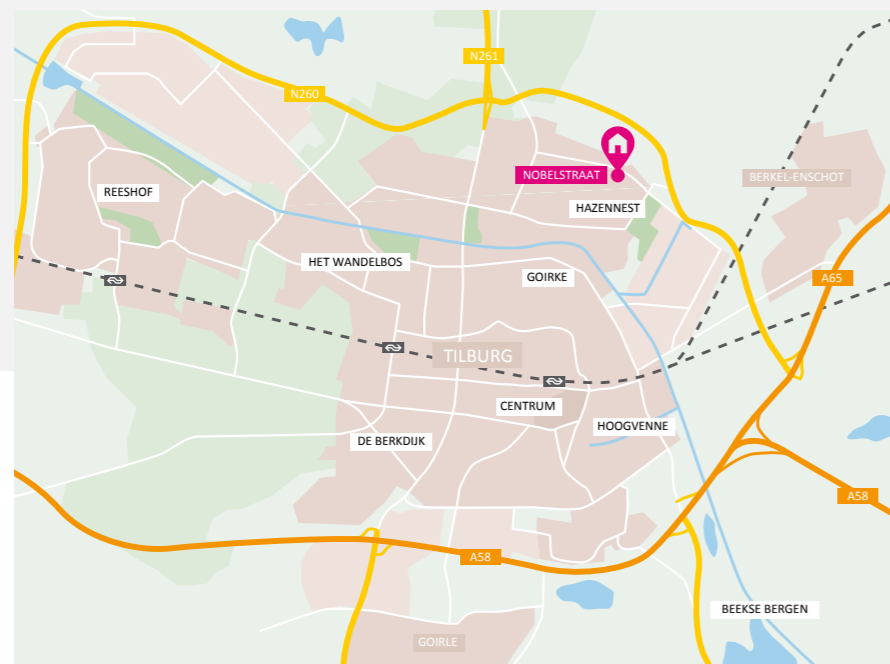 N261
N260
NOBELSTRAAT
BERKEL-ENSCHOT
REESHOF
HAZENNEST
HET WANDELBOS
GOIRKE
A65
TILBURG
CENTRUM
HOOGVENNE
DE BERKDIJK
A58
A58
BEEKSE BERGEN
GOIRLE